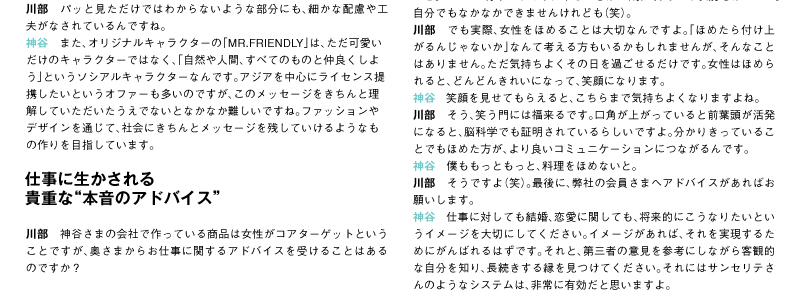 川部　パッと見ただけではわからないような部分にも、細かな配慮や工
夫がなされているんですね。
神谷　また、オリジナルキャラクターの「MR.FRIENDLY」は、ただ可愛い
だけのキャラクターではなく、「自然や人間、すべてのものと仲良くしよ
う」というソシアルキャラクターなんです。アジアを中心にライセンス提
携したいというオファーも多いのですが、このメッセージをきちんと理
解していただいたうえでないとなかなか難しいですね。ファッションや
デザインを通じて、社会にきちんとメッセージを残していけるようなも
の作りを目指しています。
仕事に生かされる
貴重な“本音のアドバイス”
川部　神谷さまの会社で作っている商品は女性がコアターゲットという
ことですが、奥さまからお仕事に関するアドバイスを受けることはある
のですか？
自分でもなかなかできませんけれども（笑）。
川部　でも実際、女性をほめることは大切なんですよ。「ほめたら付け上
がるんじゃないか」なんて考える方もいるかもしれませんが、そんなこと
はありません。ただ気持ちよくその日を過ごせるだけです。女性はほめら
れると、どんどんきれいになって、笑顔になります。
神谷　笑顔を見せてもらえると、こちらまで気持ちよくなりますよね。
川部　そう、笑う門には福来るです。口角が上がっていると前頭葉が活発
になると、脳科学でも証明されているらしいですよ。分かりきっているこ
とでもほめた方が、より良いコミュニケーションにつながるんです。
神谷　僕ももっともっと、料理をほめないと。
川部　そうですよ（笑）。最後に、弊社の会員さまへアドバイスがあればお
願いします。
神谷　仕事に対しても結婚、恋愛に関しても、将来的にこうなりたいとい
うイメージを大切にしてください。イメージがあれば、それを実現するた
めにがんばれるはずです。それと、第三者の意見を参考にしながら客観的
な自分を知り、長続きする縁を見つけてください。それにはサンセリテさ
んのようなシステムは、非常に有効だと思いますよ。